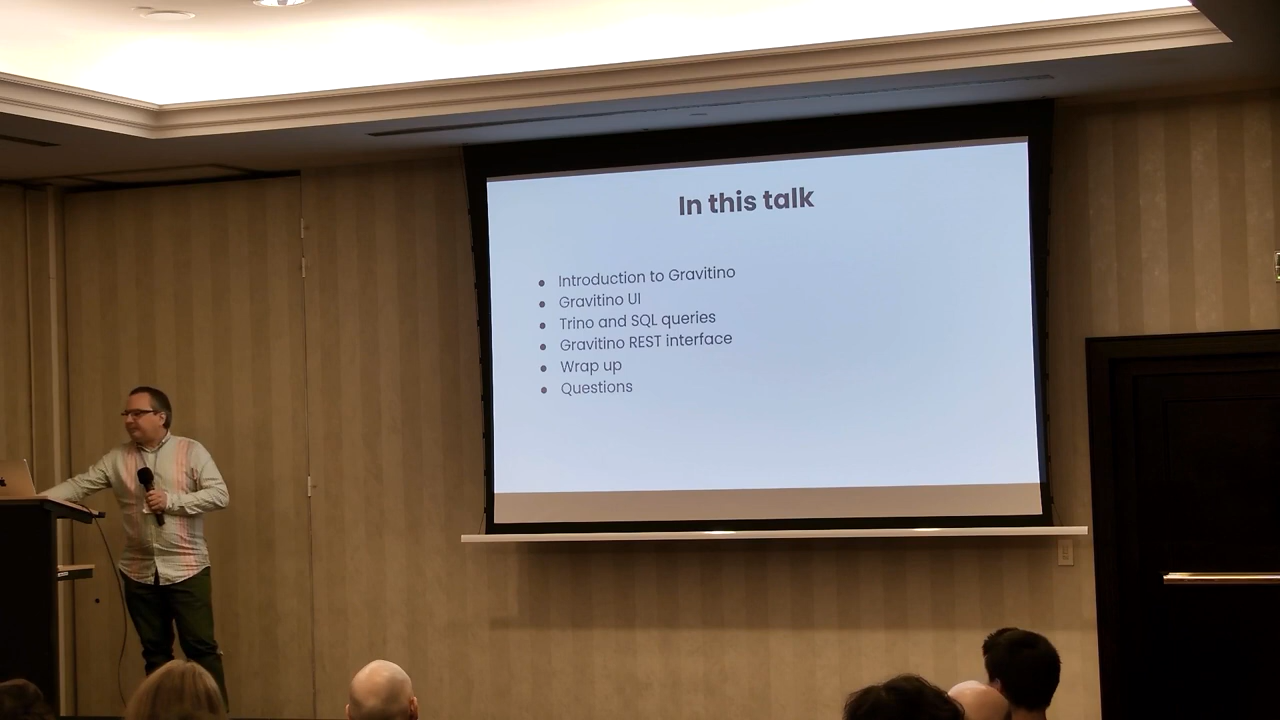 In this talk
Introduction to Gravitino
Gravitino UI
Trino and SQL queries
Gravitino REST interface
Wrap up
Questions